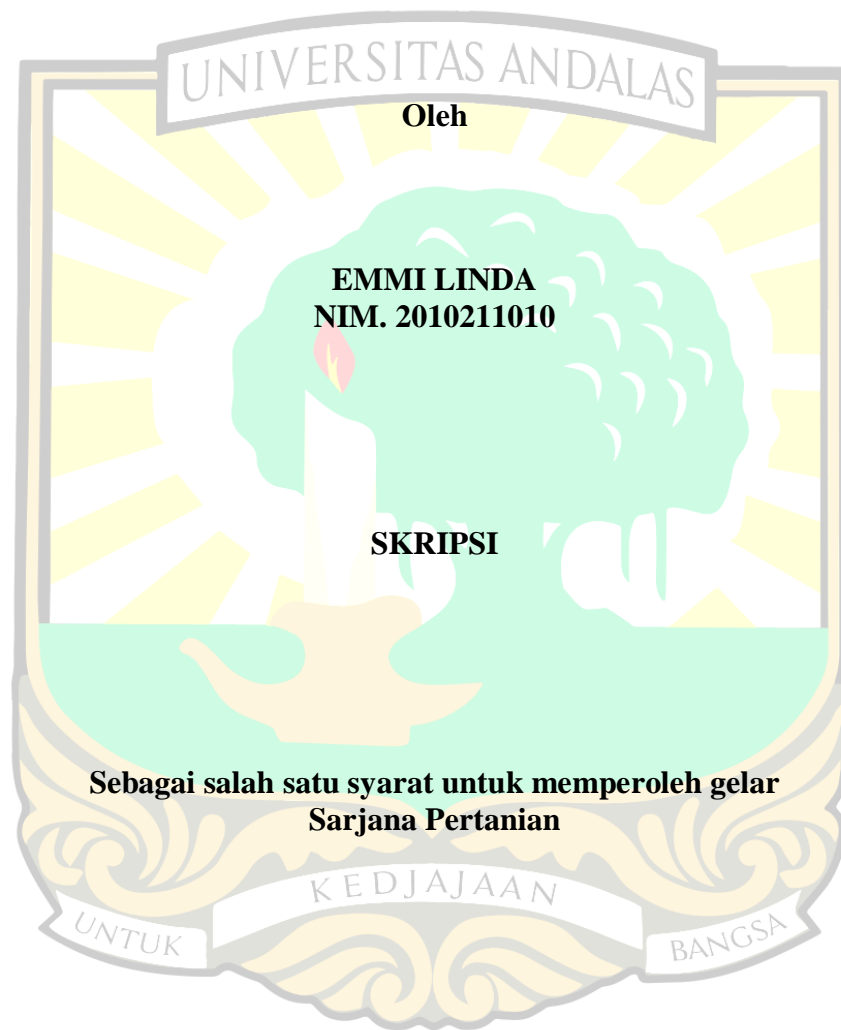 UNIVERSITAS ANDALAS
Oleh
EMMI LINDA
NIM. 2010211010
SKRIPSI
Sebagai salah satu syarat untuk memperoleh gelar
Sarjana Pertanian
UNTUK KEDJAJAAN BANGSA